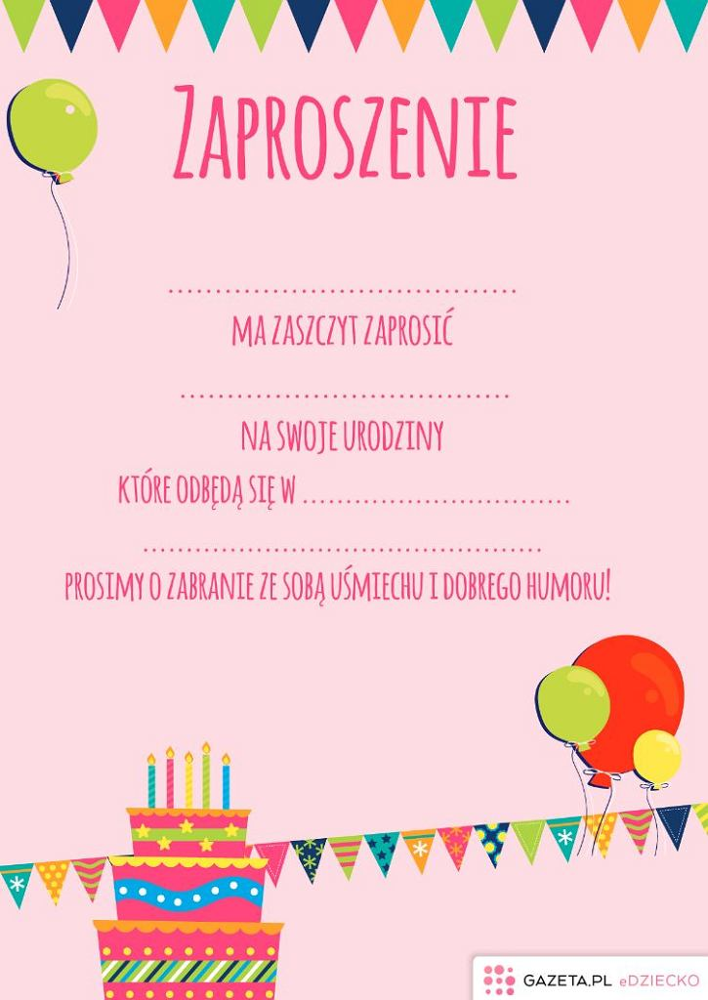 ZAPROSZENIE
.....................................
MA ZASZCZYT ZAPROSIĆ
...................................
NA SWOJE URODZINY
KTÓRE ODBĘDĄ SIĘ W ...............................
..............................................
PROSIMY O ZABRANIE ZE SOBĄ UŚMIECHU I DOBREGO HUMORU!
GAZETA.PL eDZIECKO